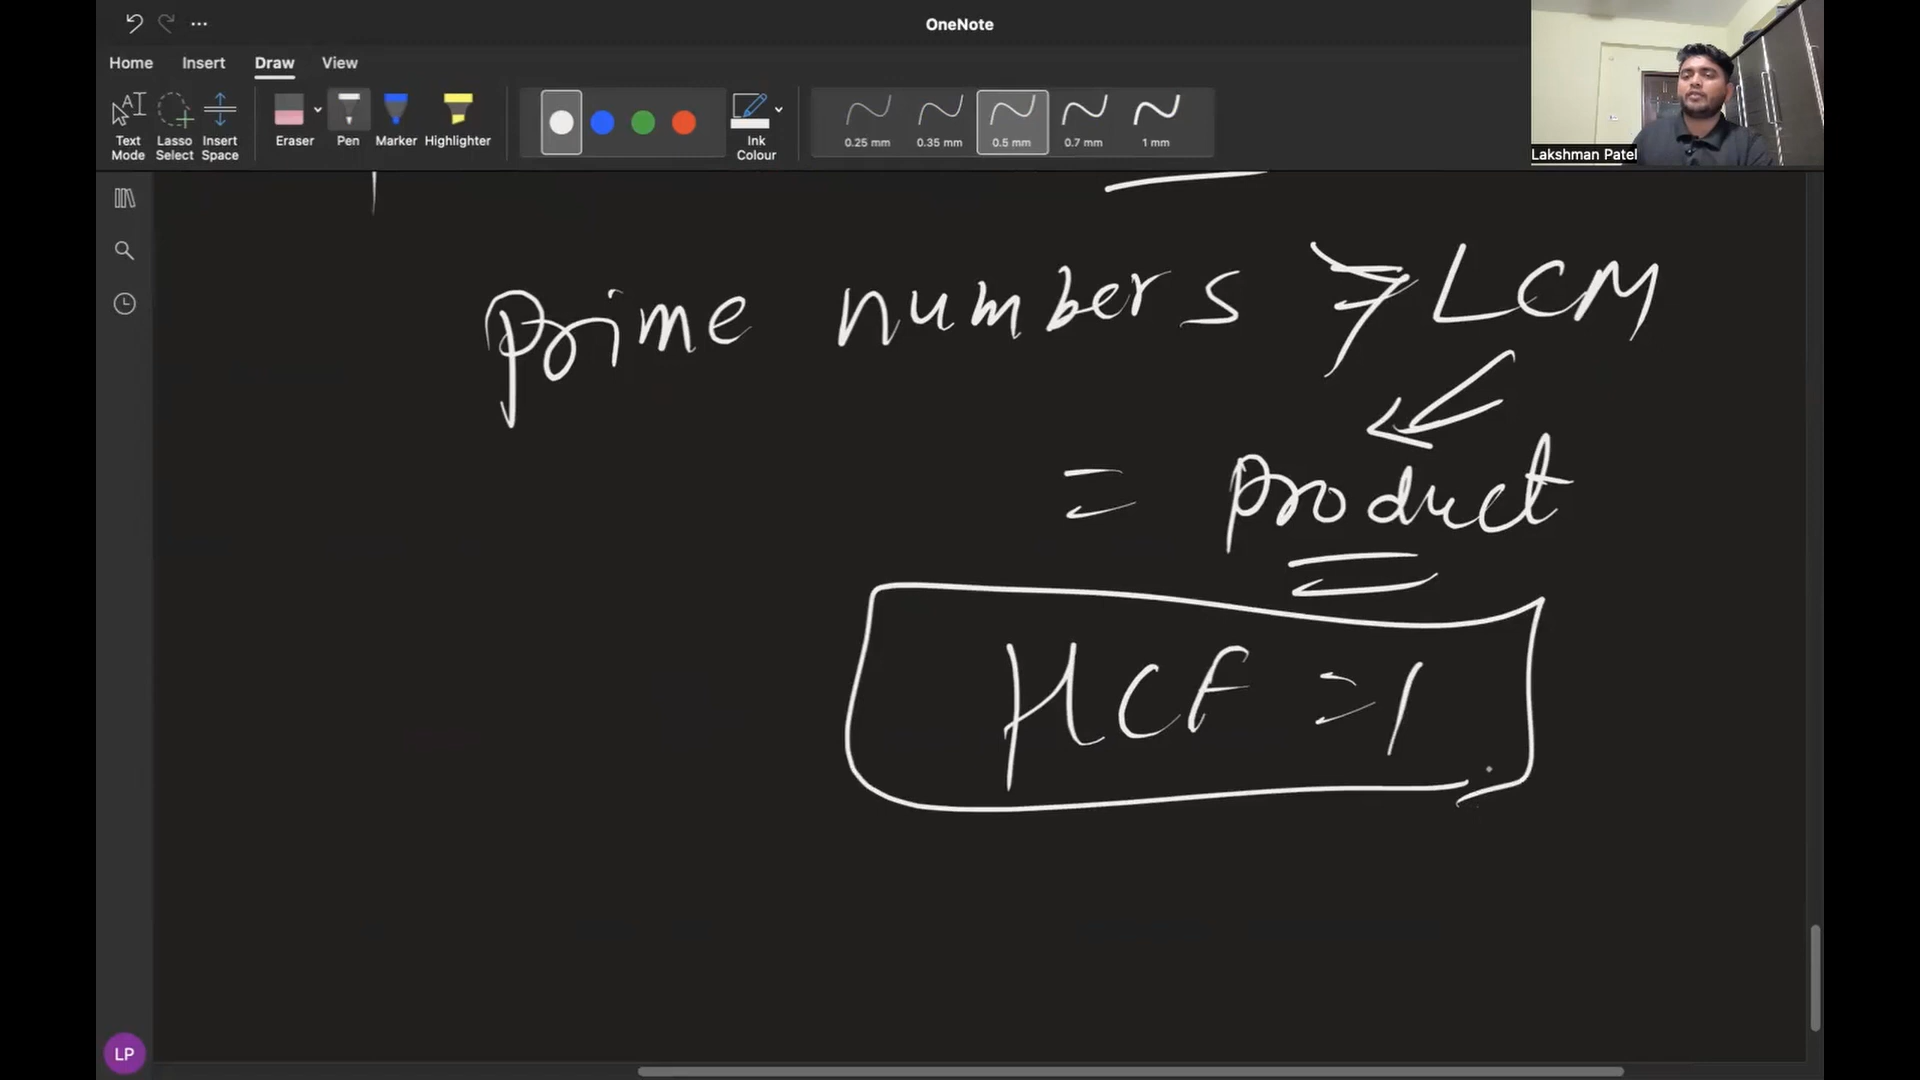 OneNote
Home Insert Draw View
Text Mode
Lasso Select
Insert Space
Eraser
Pen
Marker
Highlighter
Ink Colour
0.25 mm
0.35 mm
0.5 mm
0.7 mm
1 mm
Lakshman Patel
prime numbers → LCM
= product
HCF = 1
LP